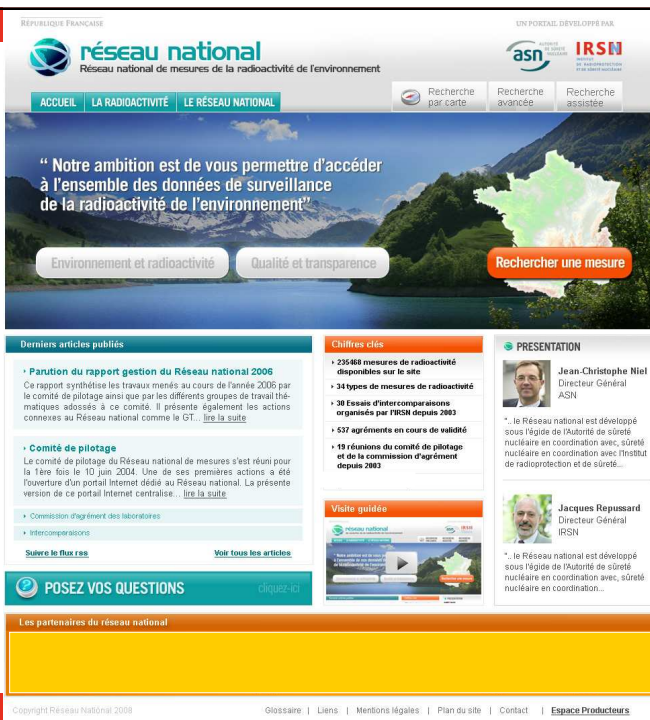 RÉPUBLIQUE FRANÇAISE
UN PORTAIL DÉVELOPPÉ PAR
réseau national
Réseau national de mesures de la radioactivité de l'environnement
asn
AUTORITÉ
DE SÛRETÉ
NUCLÉAIRE
IRSN
INSTITUT
DE RADIOPROTECTION
ET DE SÛRETÉ NUCLÉAIRE
ACCUEIL
LA RADIOACTIVITÉ
LE RÉSEAU NATIONAL
Recherche
par carte
Recherche
avancée
Recherche
assistée
“ Notre ambition est de vous permettre d'accéder
à l'ensemble des données de surveillance
de la radioactivité de l'environnement”
Environnement et radioactivité
Qualité et transparence
Rechercher une mesure
Derniers articles publiés
Parution du rapport gestion du Réseau national 2006
Ce rapport synthétise les travaux menés au cours de l'année 2006 par
le comité de pilotage ainsi que par les différents groupes de travail thé-
matiques adossés à ce comité. Il présente également les actions
connexes au Réseau national comme le GT... lire la suite
Comité de pilotage
Le comité de pilotage du Réseau national de mesures s'est réuni pour
la 1ère fois le 10 juin 2004. Une de ses premières actions a été
l'ouverture d'un portail Internet dédié au Réseau national. La présente
version de ce portail Internet centralise... lire la suite
Commission d'agrément des laboratoires
Intercomparaisons
Suivre le flux rss
Voir tous les articles
POSEZ VOS QUESTIONS
cliquez-ici
Chiffres clés
235468 mesures de radioactivité
disponibles sur le site
34 types de mesures de radioactivité
30 Essais d'intercomparaisons
organisés par l'IRSN depuis 2003
537 agréments en cours de validité
19 réunions du comité de pilotage
et de la commission d'agrément
depuis 2003
Visite guidée
réseau national
PRESENTATION
Jean-Christophe Niel
Directeur Général
ASN
".. le Réseau national est développé
sous l'égide de l'Autorité de sûreté
nucléaire en coordination avec, sûreté
nucléaire en coordination avec l'Institut
de radioprotection et de sûreté...
Jacques Repussard
Directeur Général
IRSN
"... le Réseau national est développé
sous l'égide de l'Autorité de sûreté
nucléaire en coordination avec, sûreté
nucléaire en coordination...
Les partenaires du réseau national
Copyright Réseau National 2008
Glossaire | Liens | Mentions légales | Plan du site | Contact | Espace Producteurs